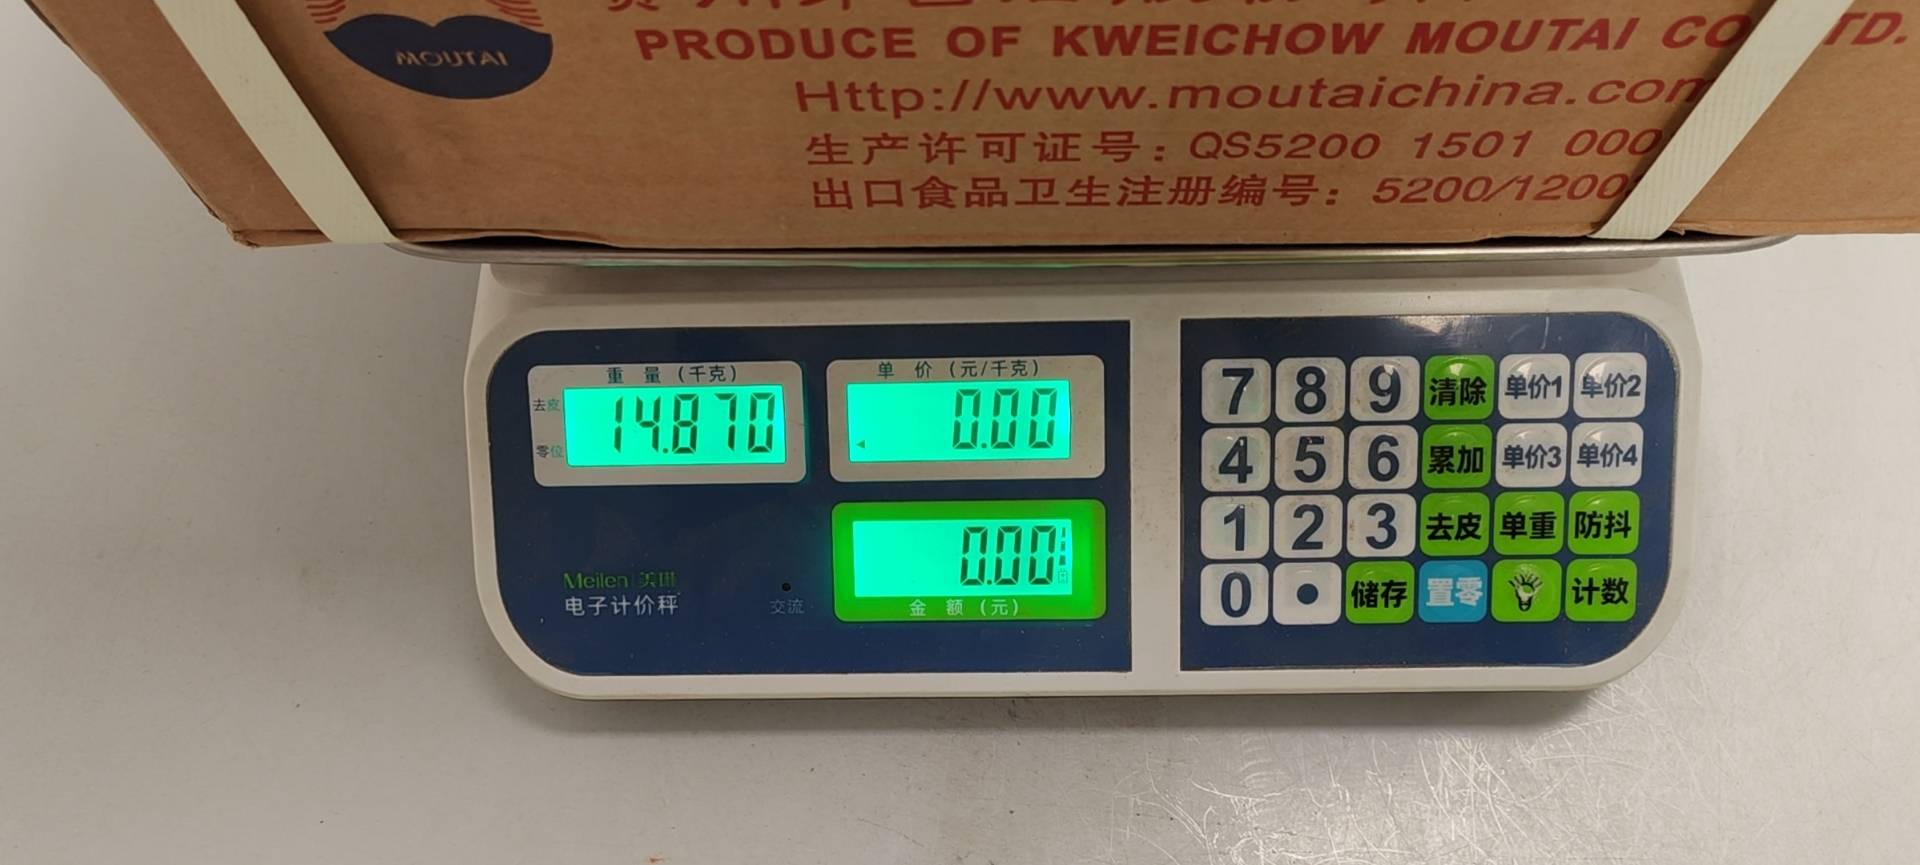 MOUTAI
PRODUCE OF KWEICHOW MOUTAI CO TD.
Http://www.moutaichina.com
生产许可证号: QS5200 1501 000
出口食品卫生注册编号: 5200/1200
重量(千克)
去皮
零位
14.870
单价(元/千克)
0.00
0.00
金额(元)
Meilen 美琳
电子计价秤
交流
7 8 9 清除 单价1 单价2
4 5 6 累加 单价3 单价4
1 2 3 去皮 单重 防抖
0 • 储存 置零 计数